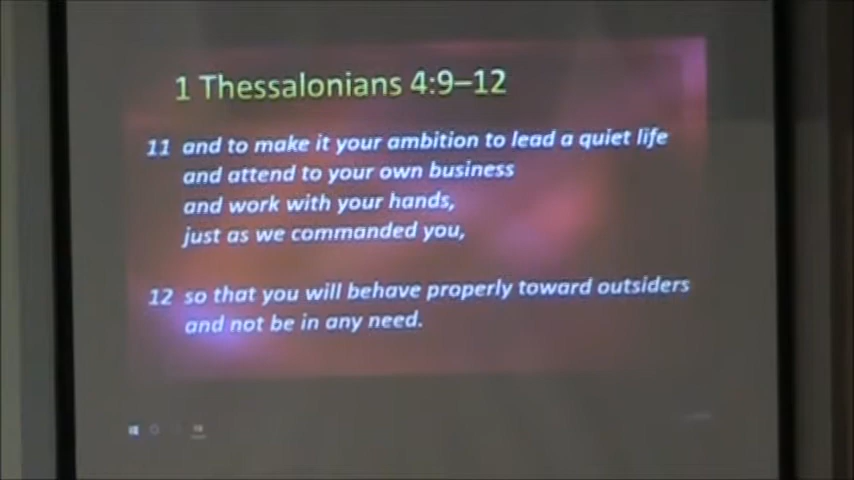 1 Thessalonians 4:9–12
11 and to make it your ambition to lead a quiet life
and attend to your own business
and work with your hands,
just as we commanded you,
12 so that you will behave properly toward outsiders
and not be in any need.